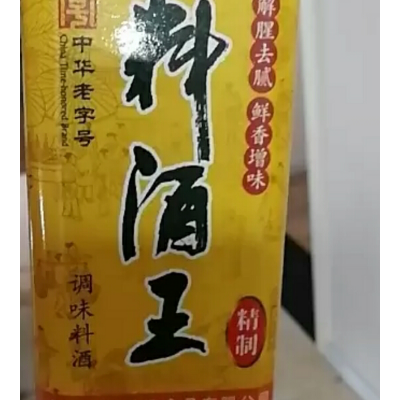 中华老字号
China Time-honored Brand
料酒王
解腥去腻
鲜香增味
精制
调味料酒